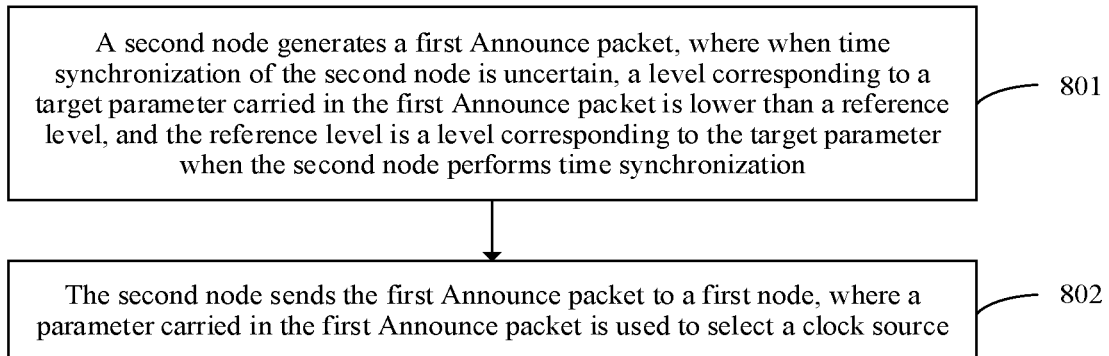 A second node generates a first Announce packet, where when time
synchronization of the second node is uncertain, a level corresponding to a
target parameter carried in the first Announce packet is lower than a reference
level, and the reference level is a level corresponding to the target parameter
when the second node performs time synchronization
801
The second node sends the first Announce packet to a first node, where a
parameter carried in the first Announce packet is used to select a clock source
802